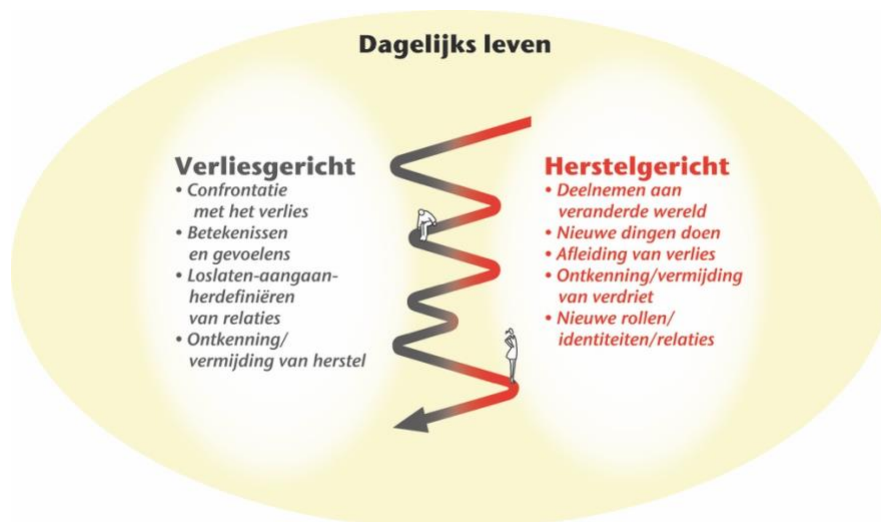 Dagelijks leven
Verliesgericht
• Confrontatie
met het verlies
• Betekenissen
en gevoelens
• Loslaten-aangaan-
herdefiniëren
van relaties
• Ontkenning/
vermijding van herstel
Herstelgericht
• Deelnemen aan
veranderde wereld
• Nieuwe dingen doen
• Afleiding van verlies
• Ontkenning/vermijding
van verdriet
• Nieuwe rollen/
identiteiten/relaties